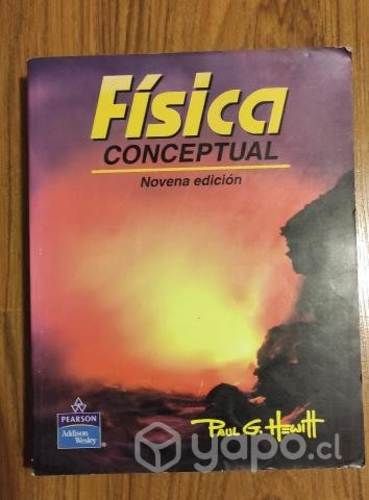 Física
CONCEPTUAL
Novena edición
PEARSON
Addison
Wesley
PAUL G. HEWITT
yapo.cl